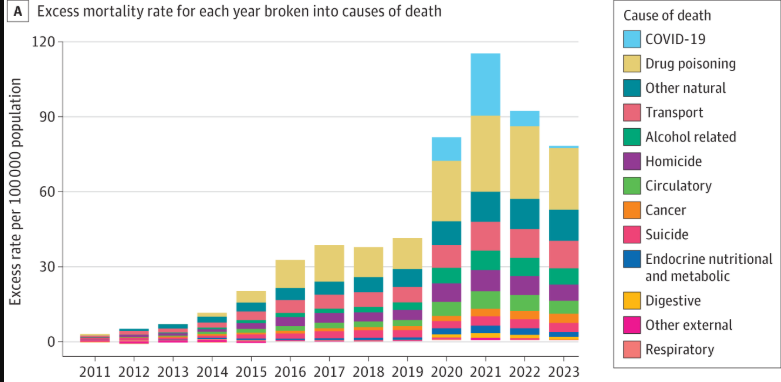 A Excess mortality rate for each year broken into causes of death
Excess rate per 100 000 population
120
90
60
30
0
2011 2012 2013 2014 2015 2016 2017 2018 2019 2020 2021 2022 2023
Cause of death
COVID-19
Drug poisoning
Other natural
Transport
Alcohol related
Homicide
Circulatory
Cancer
Suicide
Endocrine nutritional
and metabolic
Digestive
Other external
Respiratory